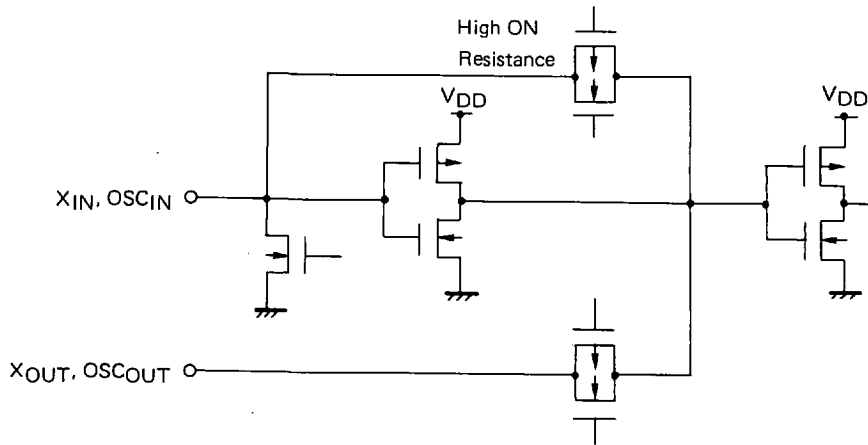 High ON
Resistance
VDD
VDD
XIN, OSCIN
XOUT, OSCOUT